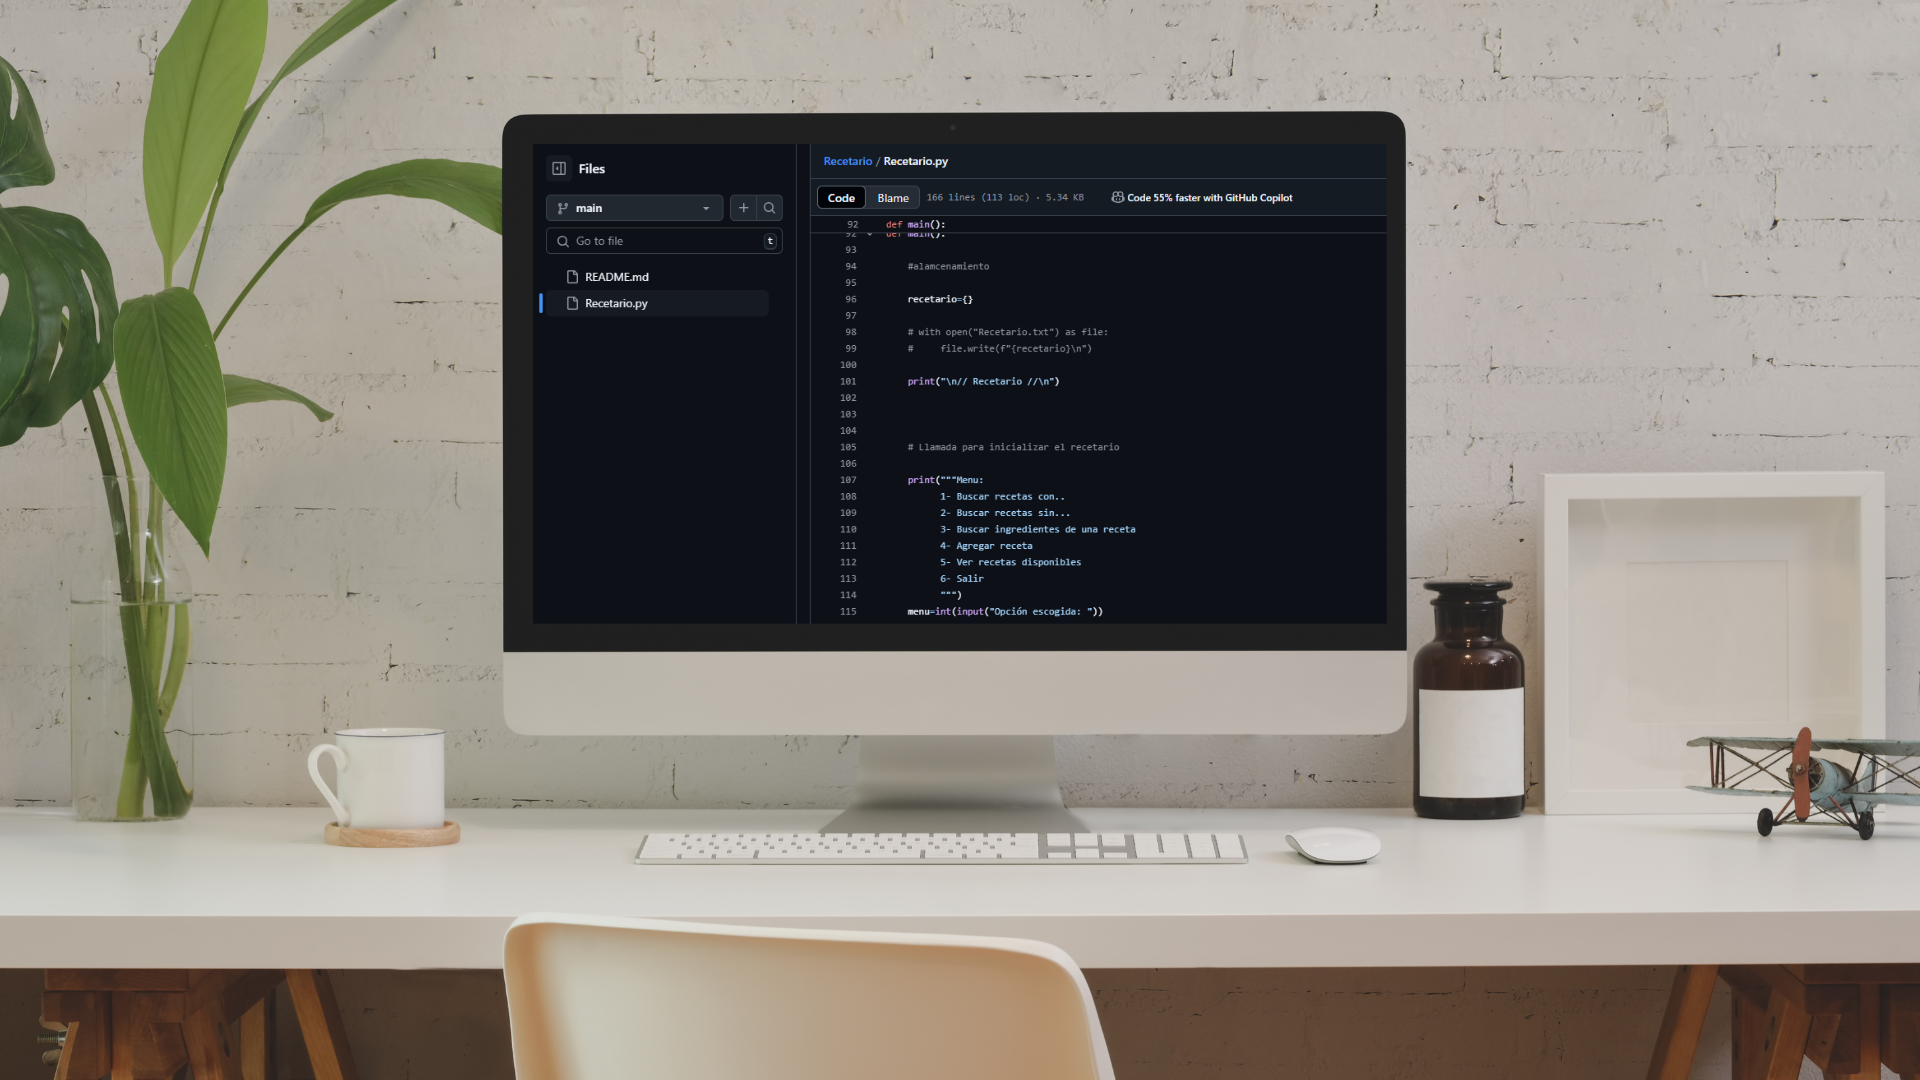 Files
main
Go to file
t
README.md
Recetario.py
Recetario / Recetario.py
Code Blame 166 lines (113 loc) · 5.34 KB Code 55% faster with GitHub Copilot
92 def main():
92 def main():
93
94 #alamcenamiento
95
96 recetario={}
97
98 # with open("Recetario.txt") as file:
99 #     file.write(f"{recetario}\n")
100
101 print("\n// Recetario //\n")
102
103
104
105 # Llamada para inicializar el recetario
106
107 print("""Menu:
108 1- Buscar recetas con..
109 2- Buscar recetas sin...
110 3- Buscar ingredientes de una receta
111 4- Agregar receta
112 5- Ver recetas disponibles
113 6- Salir
114 """)
115 menu=int(input("Opción escogida: "))